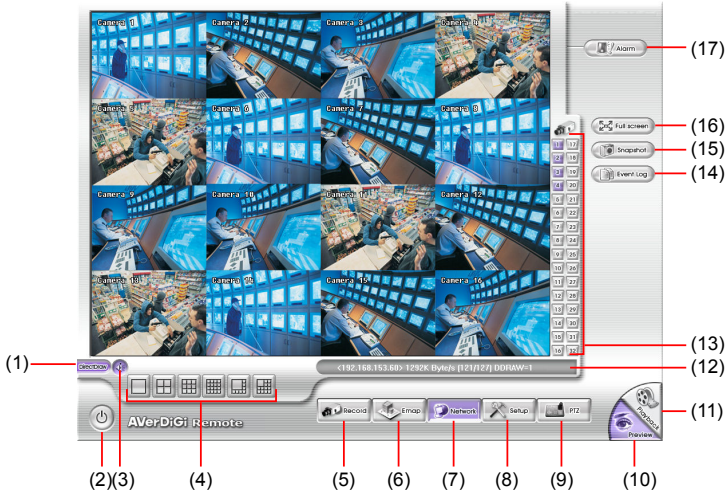 Camera 1 Camera 2 Camera 3 Camera 4
Alarm (17)
Camera 5 Camera 6 Camera 7 Camera 8
Full screen (16)
Snapshot (15)
Event Log (14)
1 17
2 18
3 19
4 20
5 21
6 22
7 23
8 24
9 25
10 26
11 27
12 28
13 29
14 30
15 31
16 32
Camera 9 Camera 10 Camera 11 Camera 12
Camera 13 Camera 14 Camera 15 Camera 16
(13)
(1) DirectDraw
<192.168.153.60> 1292K Byte/s [121/127] DDRAW=1 (12)
AVerDiGi Remote
Record Emap Network Setup PTZ
Playback (11)
Preview
(2) (3) (4) (5) (6) (7) (8) (9) (10)